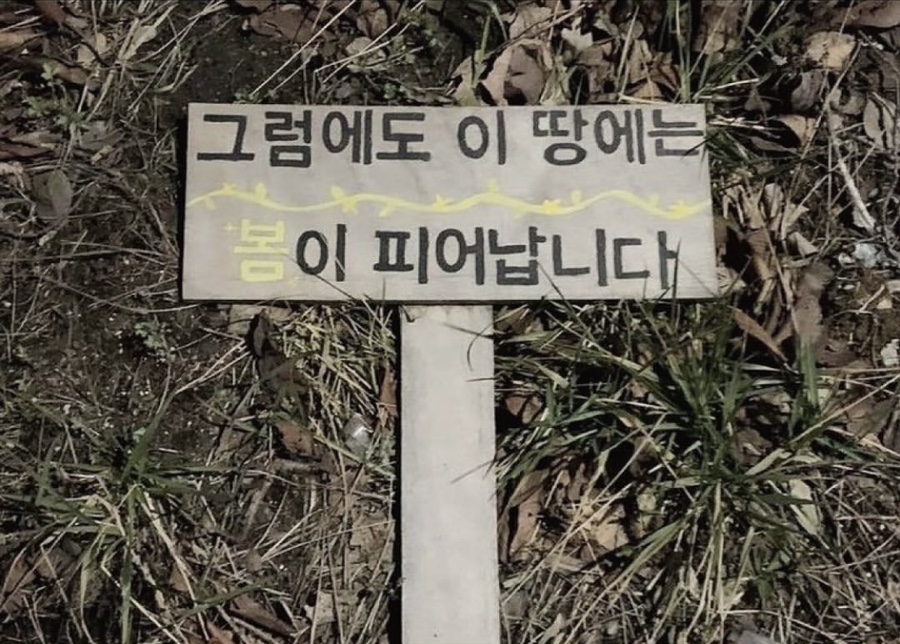 그럼에도 이 땅에는
봄이 피어납니다